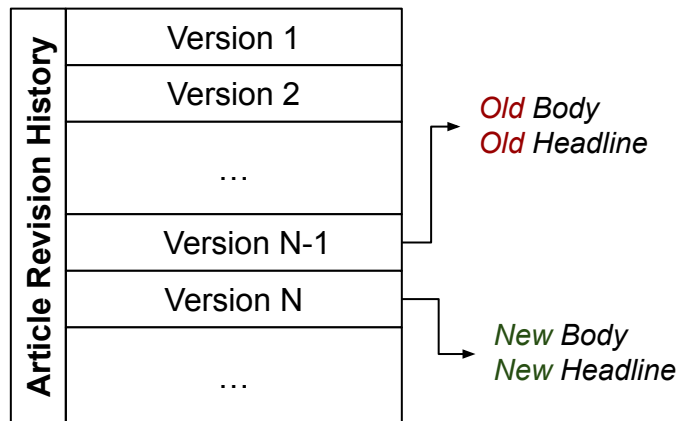 Article Revision History
Version 1
Version 2
...
Version N-1
Version N
...
Old Body
Old Headline
New Body
New Headline